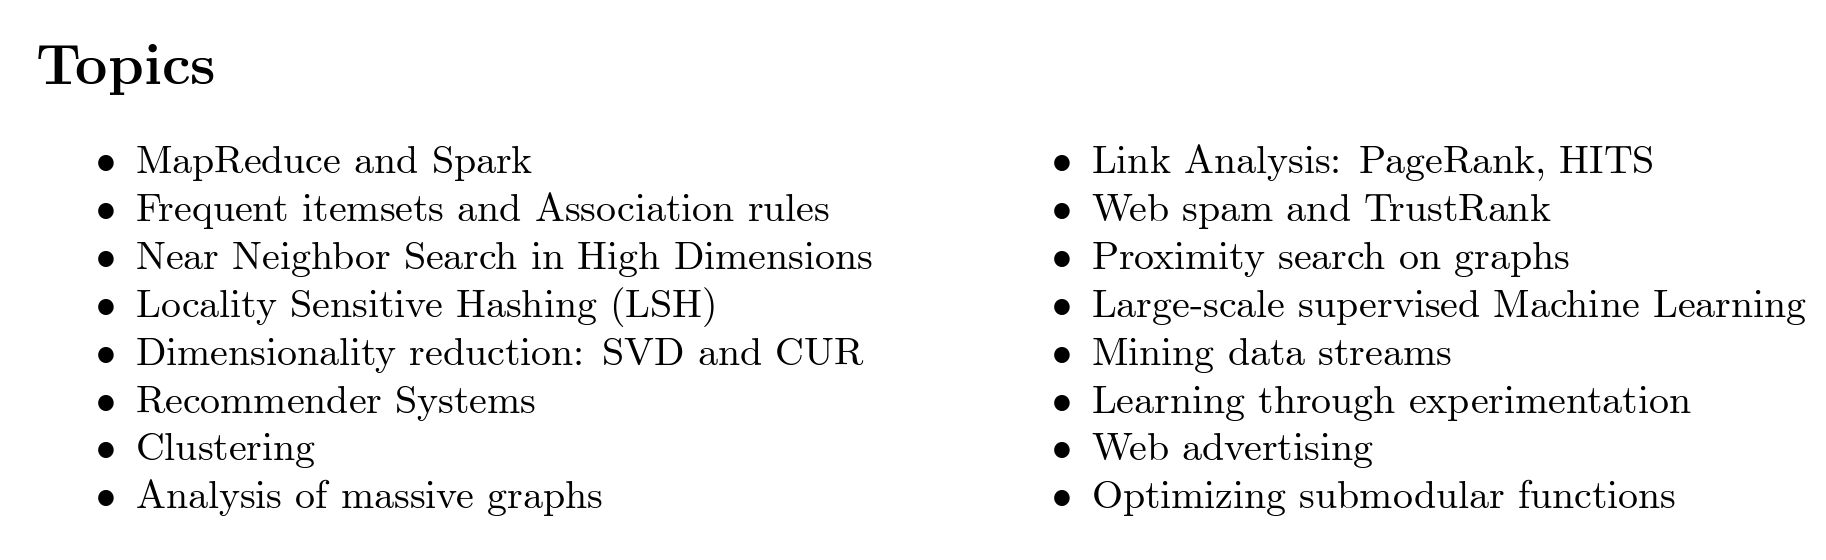 Topics
• MapReduce and Spark
• Frequent itemsets and Association rules
• Near Neighbor Search in High Dimensions
• Locality Sensitive Hashing (LSH)
• Dimensionality reduction: SVD and CUR
• Recommender Systems
• Clustering
• Analysis of massive graphs
• Link Analysis: PageRank, HITS
• Web spam and TrustRank
• Proximity search on graphs
• Large-scale supervised Machine Learning
• Mining data streams
• Learning through experimentation
• Web advertising
• Optimizing submodular functions